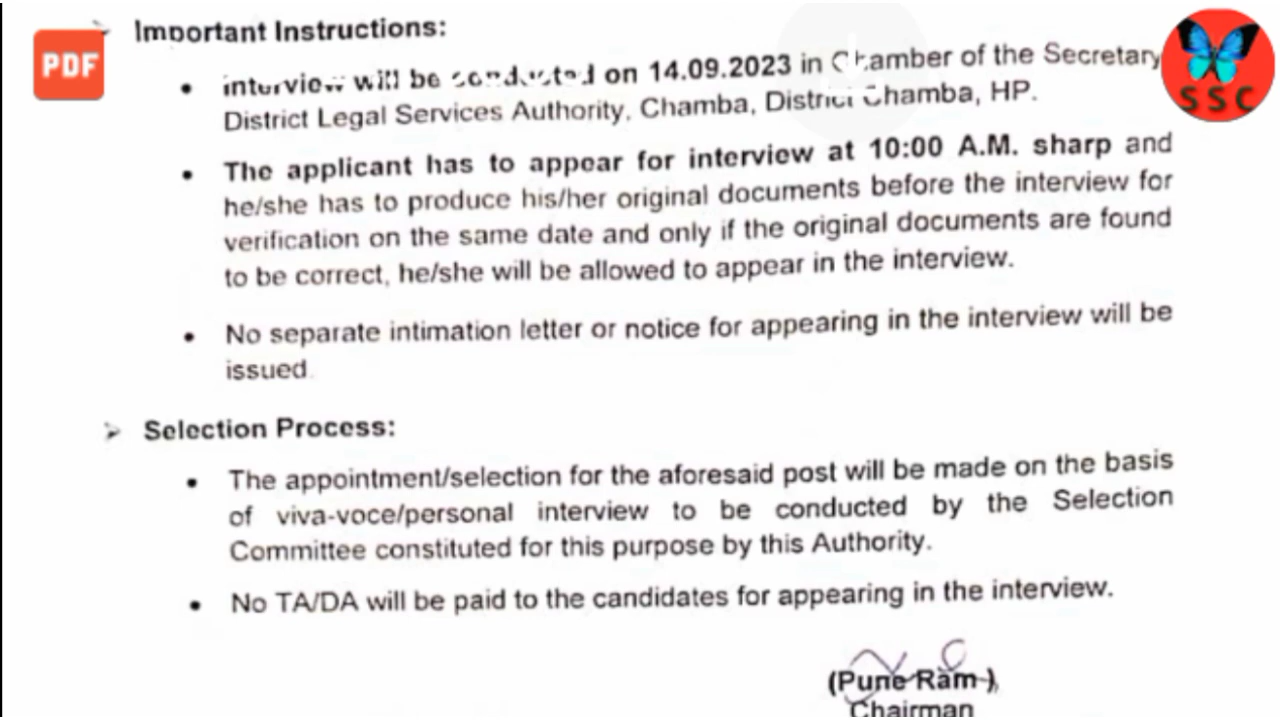 Important Instructions:
PDF
interview will be conducted on 14.09.2023 in Chamber of the Secretary
District Legal Services Authority, Chamba, District Chamba, HP.
SSC
The applicant has to appear for interview at 10:00 A.M. sharp and
he/she has to produce his/her original documents before the interview for
verification on the same date and only if the original documents are found
to be correct, he/she will be allowed to appear in the interview.
No separate intimation letter or notice for appearing in the interview will be
issued.
Selection Process:
The appointment/selection for the aforesaid post will be made on the basis
of viva-voce/personal interview to be conducted by the Selection
Committee constituted for this purpose by this Authority.
No TA/DA will be paid to the candidates for appearing in the interview.
(Pune Ram)
Chairman